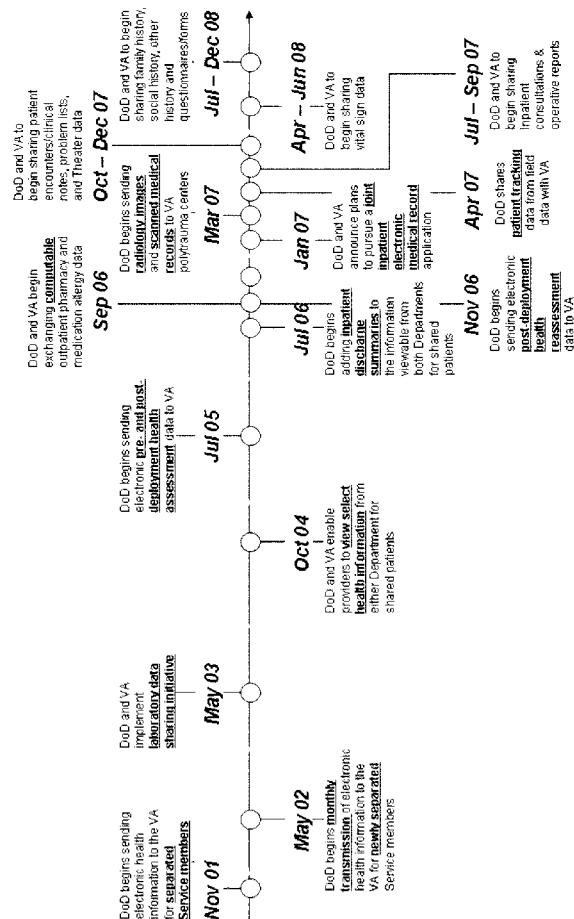 DoD begins sending
electronic health
information to the VA
for separated
Service members
Nov 01
May 02
DoD begins monthly
transmission of electronic
health information to the
VA for newly separated
Service members
DoD and VA
implement
laboratory data
sharing initiative
May 03
Oct 04
DoD and VA enable
providers to view select
health information from
either Department for
shared patients
DoD begins sending
electronic pre- and post-
deployment health
assessment data to VA
Jul 05
Jul 06
DoD begins
adding inpatient
discharge
summaries to
the information
viewable from
both Departments
for shared
patients
DoD and VA begin
exchanging computable
outpatient pharmacy and
medication allergy data
Sep 06
Nov 06
DoD begins
sending electronic
post-deployment
health
reassessment
data to VA
Jan 07
DoD and VA
announce plans
to pursue a joint
inpatient
electronic
medical record
application
DoD begins sending
radiology images
and scanned medical
records to VA
polytrauma centers
Mar 07
Apr 07
DoD shares
patient tracking
data from field
data with VA
Jul – Sep 07
DoD and VA to
begin sharing
Inpatient
consultations &
operative reports
DoD and VA to
begin sharing patient
encounters/clinical
notes, problem lists,
and Theater data
Oct – Dec 07
Apr – Jun 08
DoD and VA to
begin sharing
vital sign data
DoD and VA to begin
sharing family history,
social history, other
history and
questionnaires/forms
Jul – Dec 08